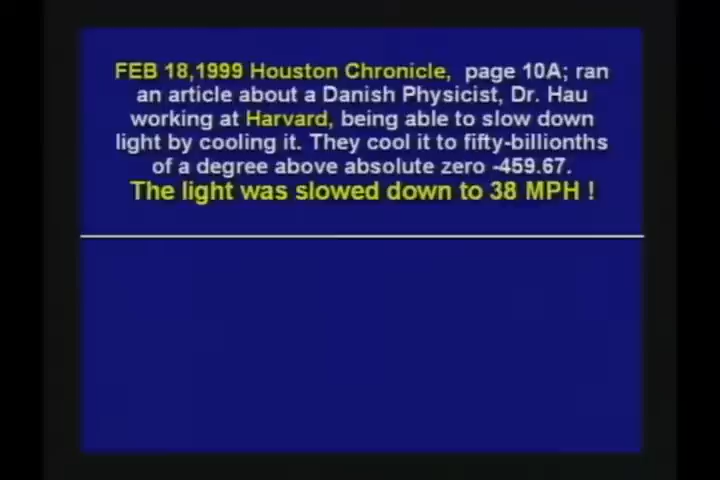 FEB 18,1999 Houston Chronicle, page 10A; ran
an article about a Danish Physicist, Dr. Hau
working at Harvard, being able to slow down
light by cooling it. They cool it to fifty-billionths
of a degree above absolute zero -459.67.
The light was slowed down to 38 MPH !